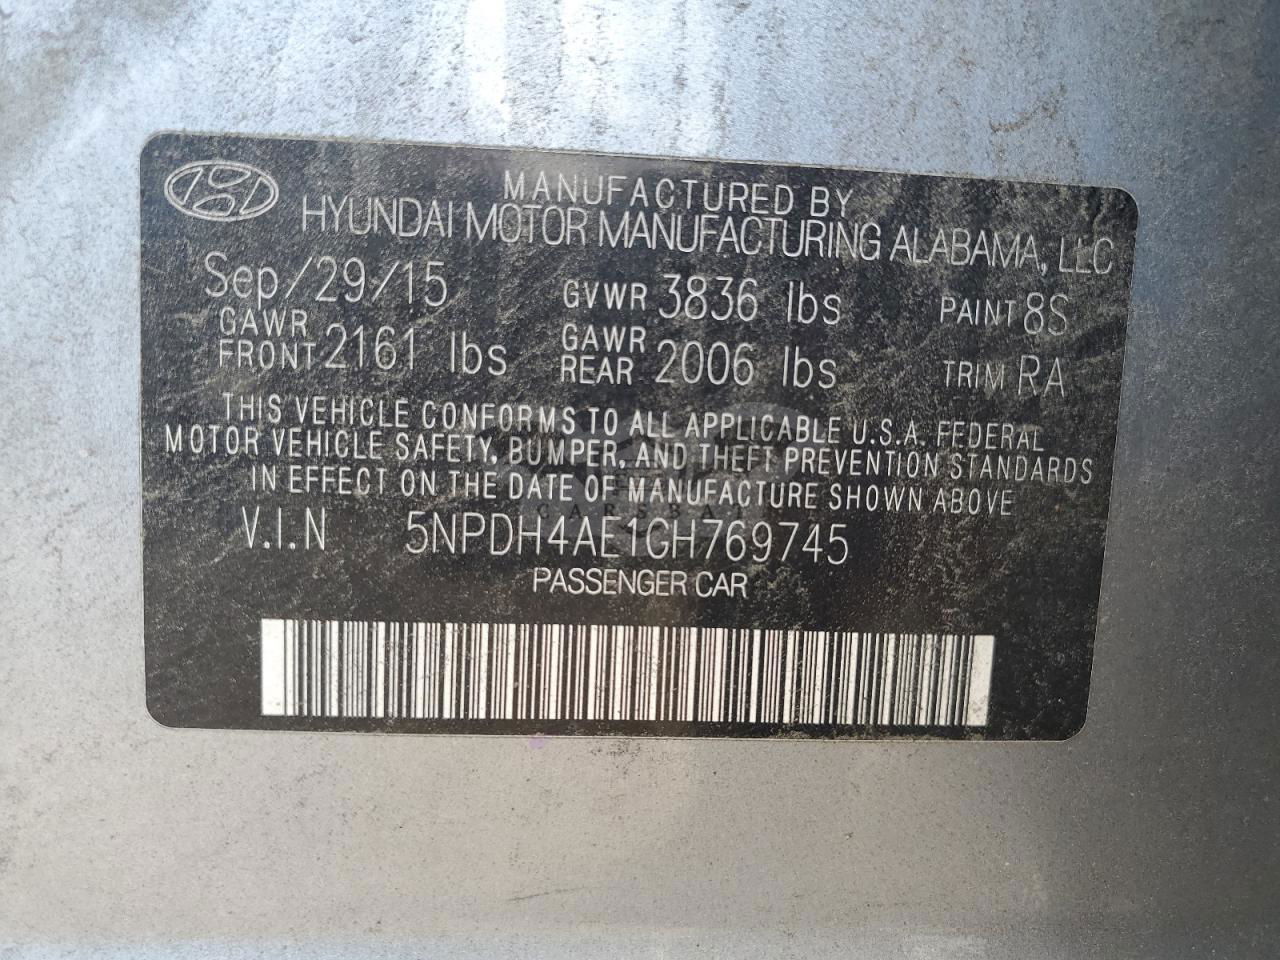 MANUFACTURED BY
HYUNDAI MOTOR MANUFACTURING ALABAMA, LLC
Sep/29/15 GVWR 3836 lbs PAINT 8S
GAWR FRONT 2161 lbs GAWR REAR 2006 lbs TRIM RA
THIS VEHICLE CONFORMS TO ALL APPLICABLE U.S.A. FEDERAL
MOTOR VEHICLE SAFETY, BUMPER, AND THEFT PREVENTION STANDARDS
IN EFFECT ON THE DATE OF MANUFACTURE SHOWN ABOVE
V.I.N 5NPDH4AE1GH769745
PASSENGER CAR